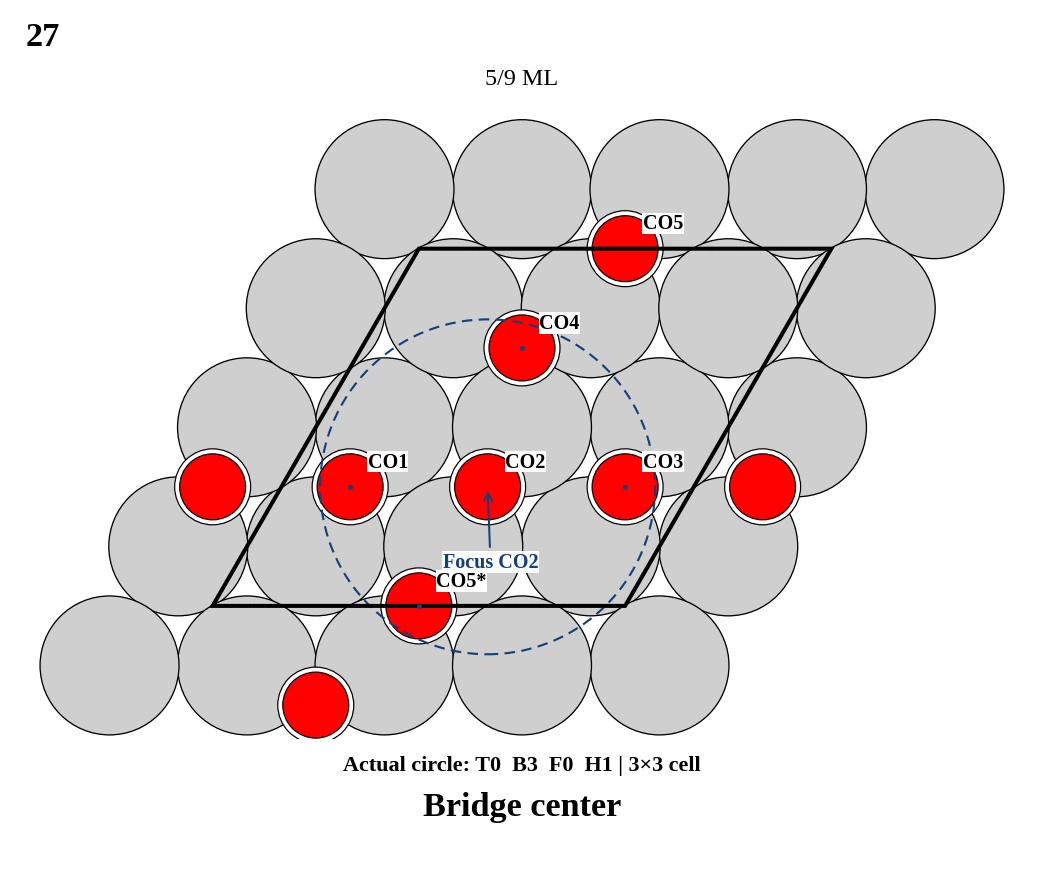 27
5/9 ML
CO5
CO4
CO1
CO2
CO3
Focus CO2
CO5*
Actual circle: T0 B3 F0 H1 | 3×3 cell
Bridge center